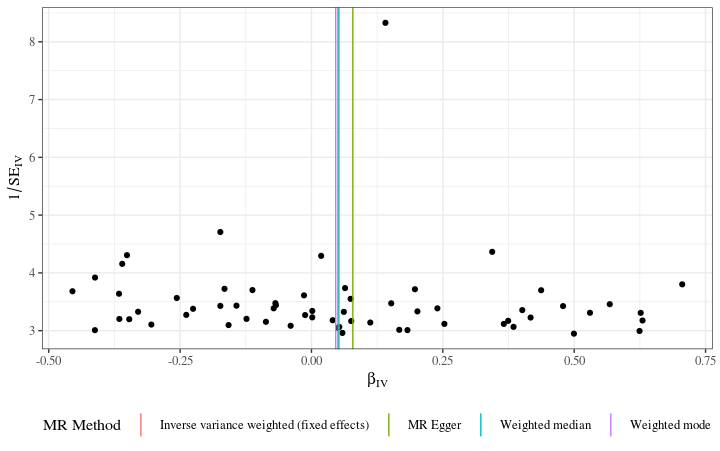 8
7
6
5
4
3
1/SE_IV
-0.50 -0.25 0.00 0.25 0.50 0.75
β_IV
MR Method Inverse variance weighted (fixed effects) MR Egger Weighted median Weighted mode